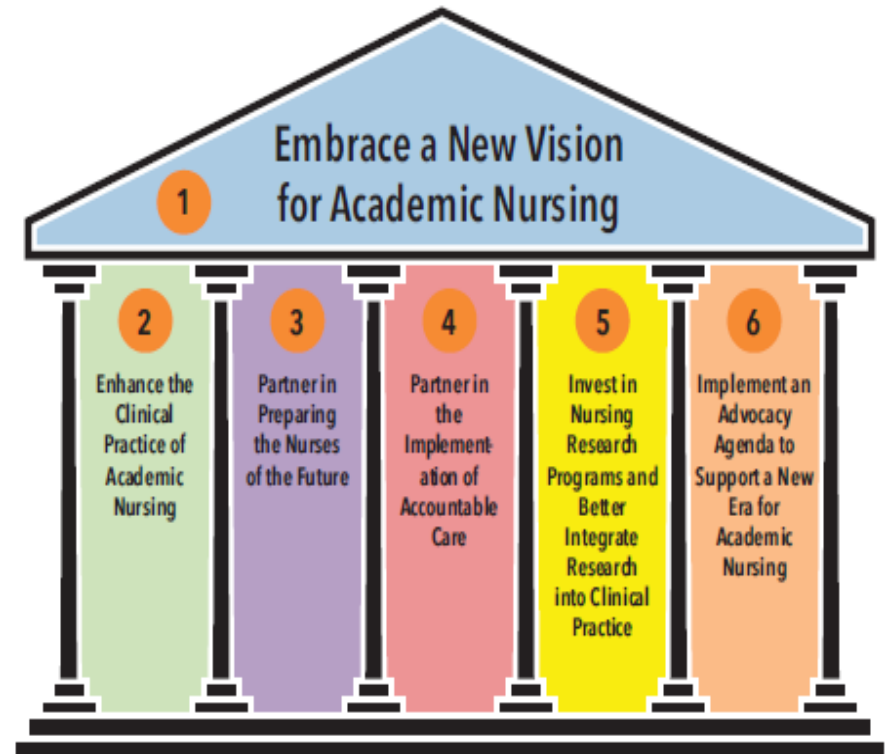 Embrace a New Vision
for Academic Nursing
1
2
Enhance the
Clinical
Practice of
Academic
Nursing
3
Partner in
Preparing
the Nurses
of the Future
4
Partner in
the
Implement-
ation of
Accountable
Care
5
Invest in
Nursing
Research
Programs and
Better
Integrate
Research
into Clinical
Practice
6
Implement an
Advocacy
Agenda to
Support a New
Era for
Academic
Nursing